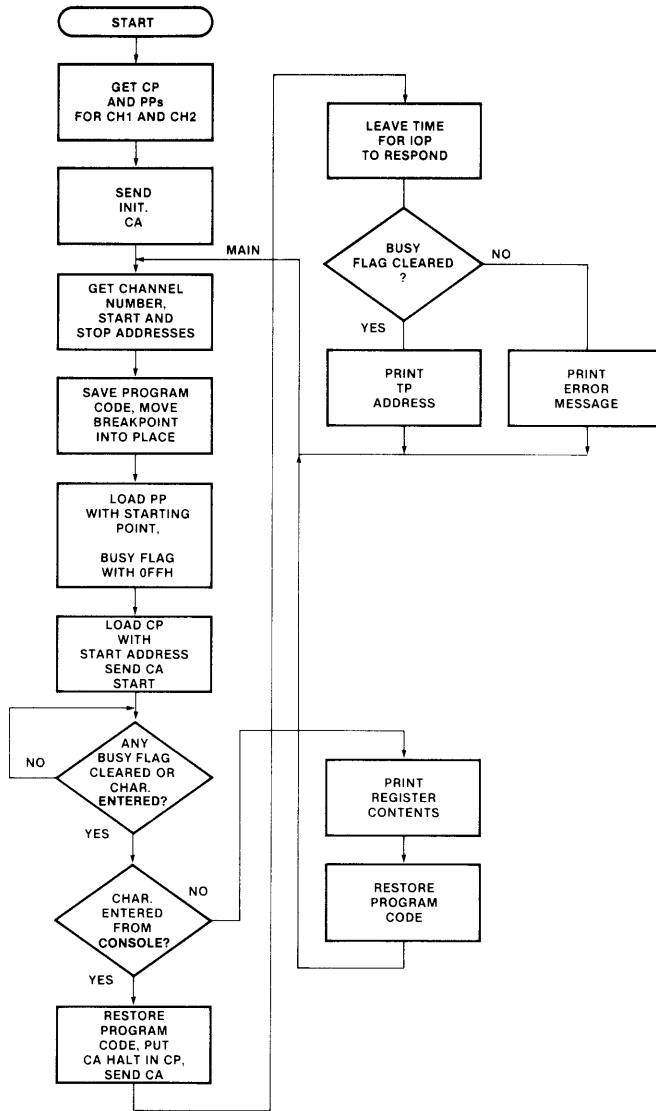 START
GET CP
AND PPs
FOR CH1 AND CH2
SEND
INIT.
CA
MAIN
GET CHANNEL
NUMBER,
START AND
STOP ADDRESSES
SAVE PROGRAM
CODE, MOVE
BREAKPOINT
INTO PLACE
LOAD PP
WITH STARTING
POINT,
BUSY FLAG
WITH 0FFH
LOAD CP
WITH
START ADDRESS
SEND CA
START
ANY
BUSY FLAG
CLEARED OR
CHAR.
ENTERED?
NO
YES
CHAR.
ENTERED
FROM
CONSOLE?
NO
YES
RESTORE
PROGRAM
CODE, PUT
CA HALT IN CP,
SEND CA
LEAVE TIME
FOR IOP
TO RESPOND
BUSY
FLAG CLEARED
?
NO
YES
PRINT
TP
ADDRESS
PRINT
ERROR
MESSAGE
PRINT
REGISTER
CONTENTS
RESTORE
PROGRAM
CODE